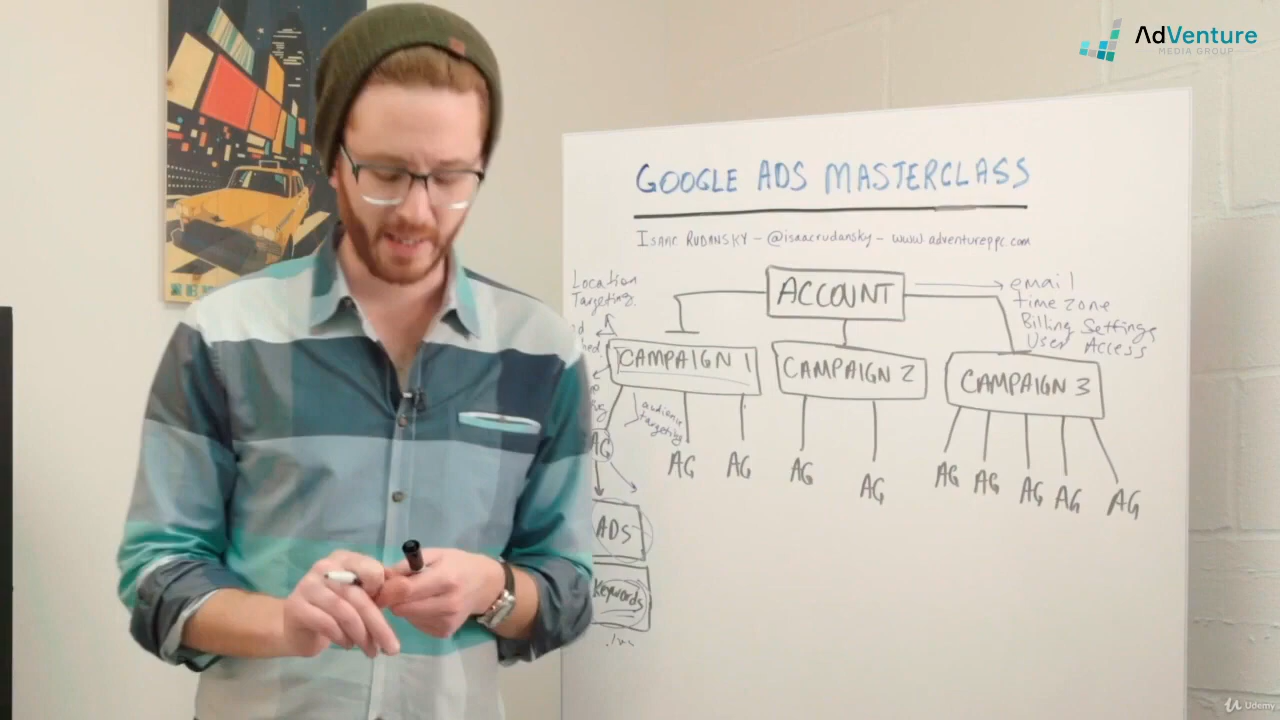 AdVenture
MEDIA GROUP
GOOGLE ADS MASTERCLASS
ISAAC RUDANSKY – @isaacrudansky – www.adventureppc.com
Location
Targeting
ACCOUNT
email
time zone
Billing Settings
User Access
CAMPAIGN 1
CAMPAIGN 2
CAMPAIGN 3
audience
targeting
AG
AG
AG
AG
AG
AG
AG
AG
AG
AG
ADS
Keywords
Udemy